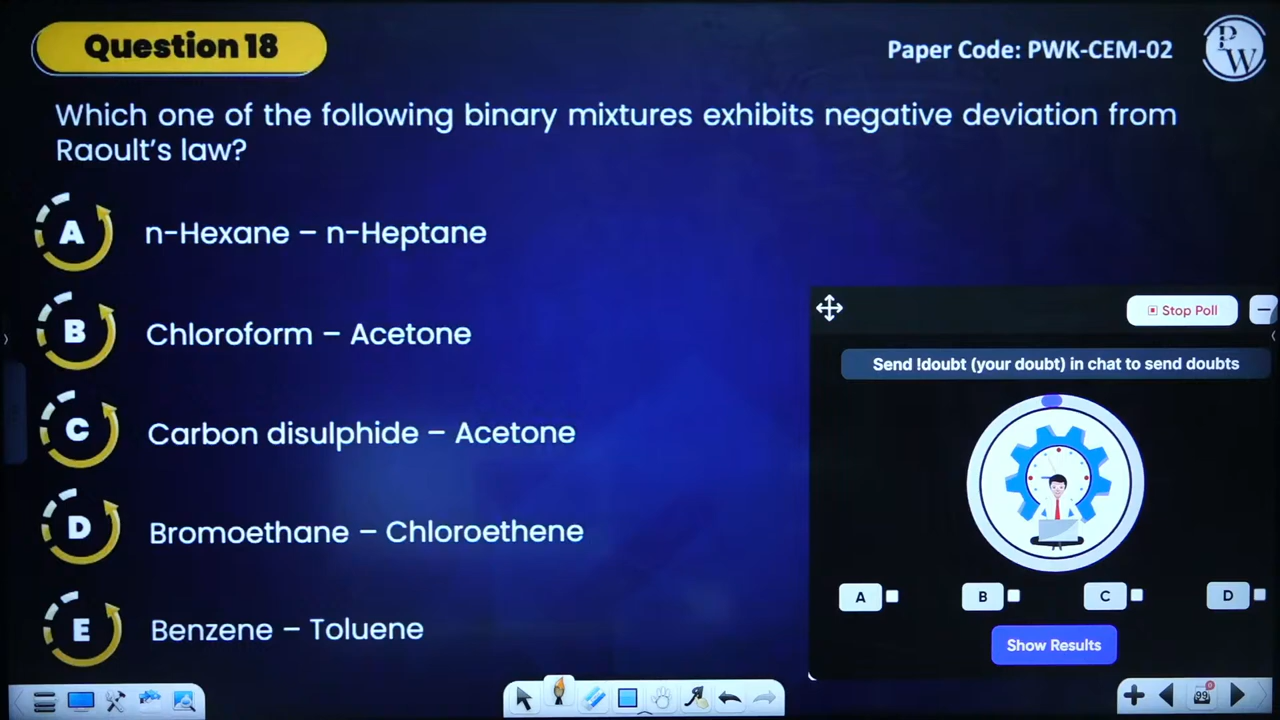 Question 18
Paper Code: PWK-CEM-02
P
W
Which one of the following binary mixtures exhibits negative deviation from
Raoult's law?
A n-Hexane – n-Heptane
B Chloroform – Acetone
C Carbon disulphide – Acetone
D Bromoethane – Chloroethene
E Benzene – Toluene
Stop Poll
Send !doubt (your doubt) in chat to send doubts
A B C D
Show Results
99